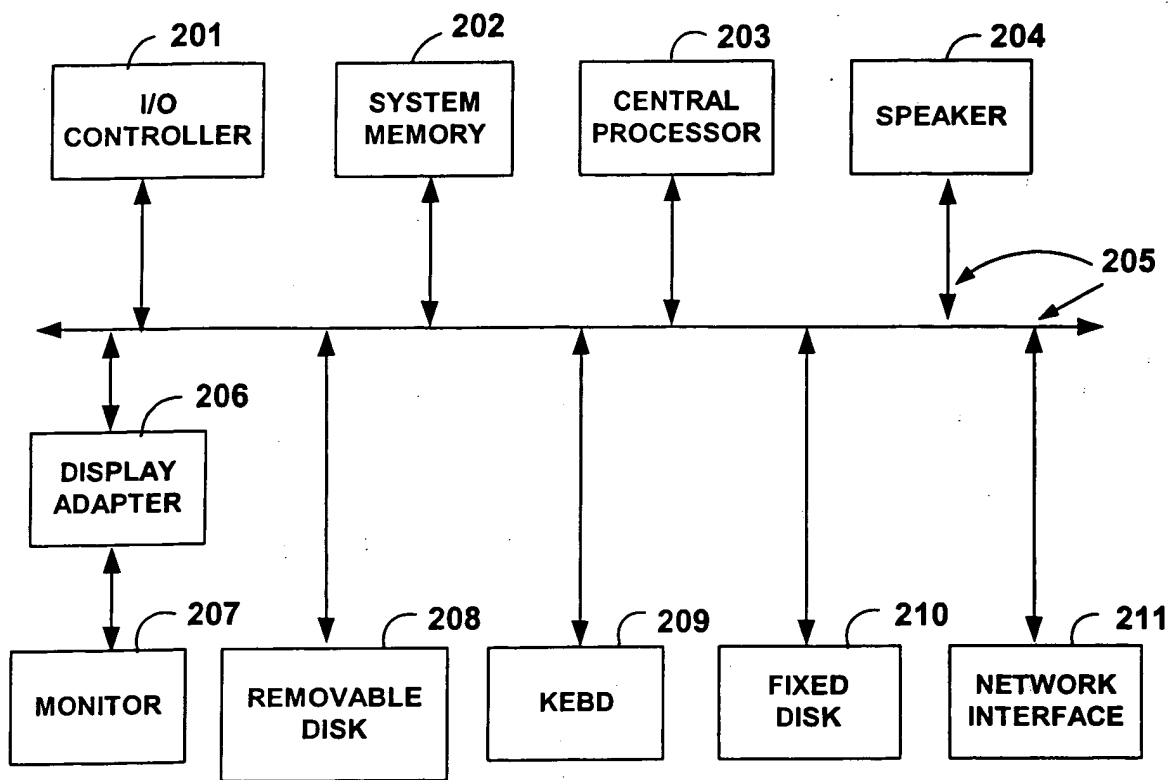 201
202
203
204
I/O
CONTROLLER
SYSTEM
MEMORY
CENTRAL
PROCESSOR
SPEAKER
205
206
DISPLAY
ADAPTER
207
208
209
210
211
MONITOR
REMOVABLE
DISK
KEBD
FIXED
DISK
NETWORK
INTERFACE